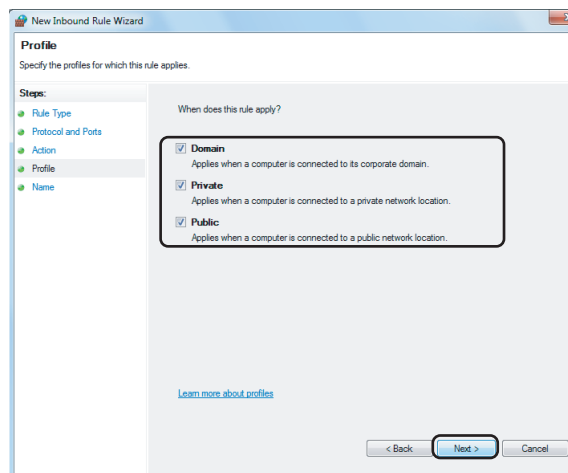 New Inbound Rule Wizard
Profile
Specify the profiles for which this rule applies.
Steps:
Rule Type
Protocol and Ports
Action
Profile
Name
When does this rule apply?
Domain
Applies when a computer is connected to its corporate domain.
Private
Applies when a computer is connected to a private network location.
Public
Applies when a computer is connected to a public network location.
Learn more about profiles
< Back Next > Cancel